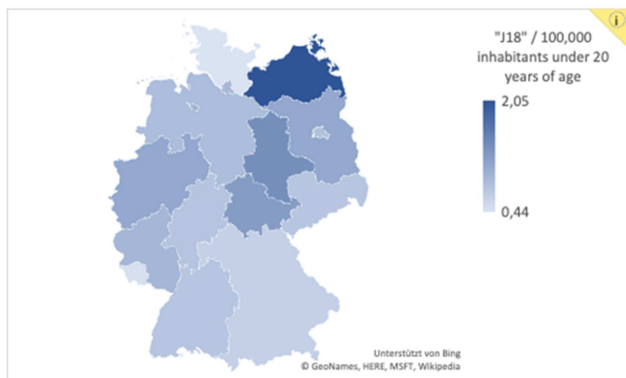 "J18" / 100,000
inhabitants under 20
years of age
2,05
0,44
Unterstützt von Bing
© GeoNames, HERE, MSFT, Wikipedia